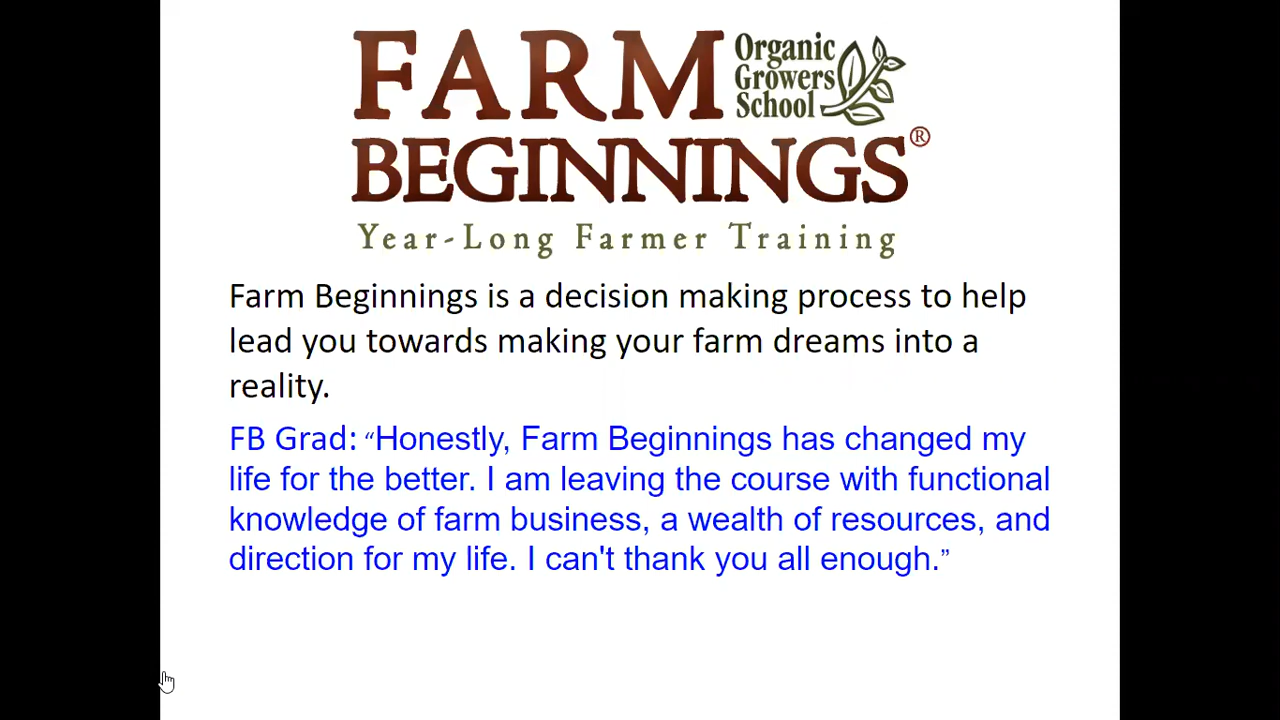 FARM
Organic
Growers
School
BEGINNINGS®
Year-Long Farmer Training
Farm Beginnings is a decision making process to help
lead you towards making your farm dreams into a
reality.
FB Grad: “Honestly, Farm Beginnings has changed my
life for the better. I am leaving the course with functional
knowledge of farm business, a wealth of resources, and
direction for my life. I can't thank you all enough.”